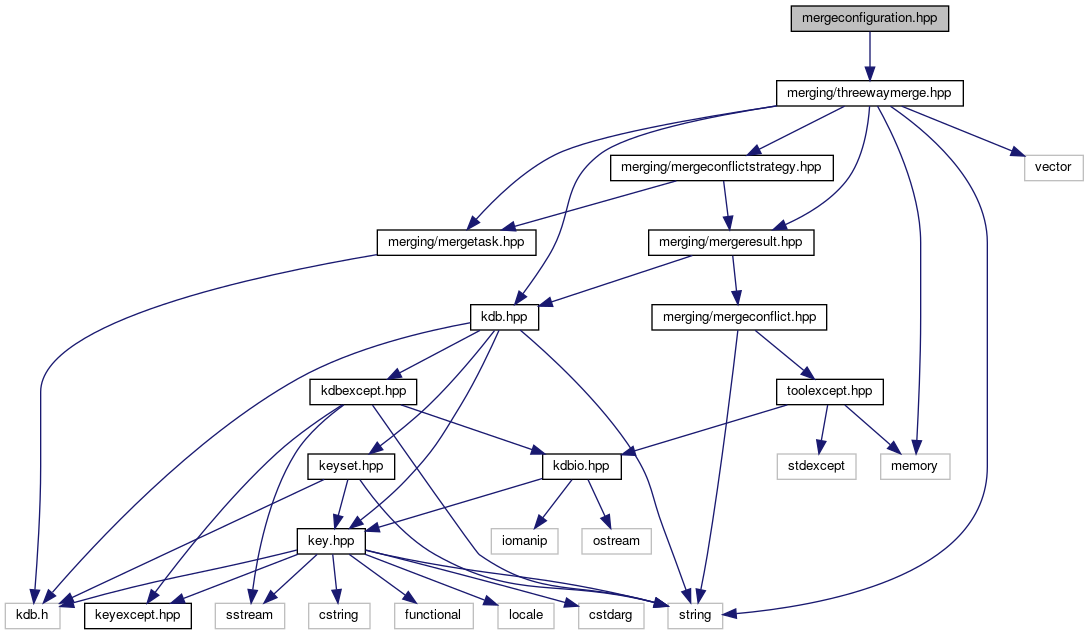 mergeconfiguration.hpp
merging/threewaymerge.hpp
merging/mergeconflictstrategy.hpp
vector
merging/mergetask.hpp
merging/mergeresult.hpp
kdb.hpp
merging/mergeconflict.hpp
kdbexcept.hpp
toolexcept.hpp
keyset.hpp
kdbio.hpp
stdexcept
memory
key.hpp
iomanip
ostream
kdb.h
keyexcept.hpp
sstream
cstring
functional
locale
cstdarg
string